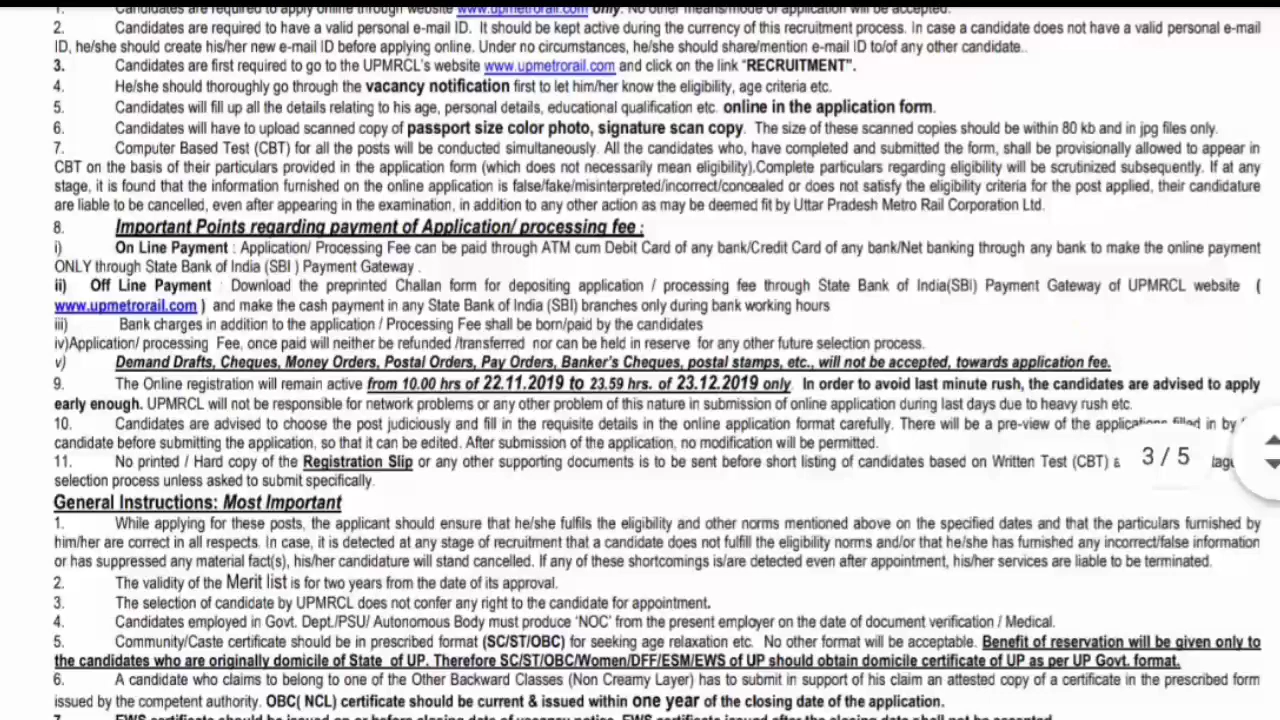 1. Candidates are required to apply online through website www.upmetrorail.com only. No other means/mode of application will be accepted.
2. Candidates are required to have a valid personal e-mail ID. It should be kept active during the currency of this recruitment process. In case a candidate does not have a valid personal e-mail
ID, he/she should create his/her new e-mail ID before applying online. Under no circumstances, he/she should share/mention e-mail ID to/of any other candidate..
3. Candidates are first required to go to the UPMRCL's website www.upmetrorail.com and click on the link "RECRUITMENT".
4. He/she should thoroughly go through the vacancy notification first to let him/her know the eligibility, age criteria etc.
5. Candidates will fill up all the details relating to his age, personal details, educational qualification etc. online in the application form.
6. Candidates will have to upload scanned copy of passport size color photo, signature scan copy. The size of these scanned copies should be within 80 kb and in jpg files only.
7. Computer Based Test (CBT) for all the posts will be conducted simultaneously. All the candidates who, have completed and submitted the form, shall be provisionally allowed to appear in
CBT on the basis of their particulars provided in the application form (which does not necessarily mean eligibility).Complete particulars regarding eligibility will be scrutinized subsequently. If at any
stage, it is found that the information furnished on the online application is false/fake/misinterpreted/incorrect/concealed or does not satisfy the eligibility criteria for the post applied, their candidature
are liable to be cancelled, even after appearing in the examination, in addition to any other action as may be deemed fit by Uttar Pradesh Metro Rail Corporation Ltd.
8. Important Points regarding payment of Application/ processing fee :
i) On Line Payment : Application/ Processing Fee can be paid through ATM cum Debit Card of any bank/Credit Card of any bank/Net banking through any bank to make the online payment
ONLY through State Bank of India (SBI ) Payment Gateway .
ii) Off Line Payment : Download the preprinted Challan form for depositing application / processing fee through State Bank of India(SBI) Payment Gateway of UPMRCL website (
www.upmetrorail.com ) and make the cash payment in any State Bank of India (SBI) branches only during bank working hours
iii) Bank charges in addition to the application / Processing Fee shall be born/paid by the candidates
iv)Application/ processing Fee, once paid will neither be refunded /transferred nor can be held in reserve for any other future selection process.
v) Demand Drafts, Cheques, Money Orders, Postal Orders, Pay Orders, Banker's Cheques, postal stamps, etc., will not be accepted, towards application fee.
9. The Online registration will remain active from 10.00 hrs of 22.11.2019 to 23.59 hrs. of 23.12.2019 only. In order to avoid last minute rush, the candidates are advised to apply
early enough. UPMRCL will not be responsible for network problems or any other problem of this nature in submission of online application during last days due to heavy rush etc.
10. Candidates are advised to choose the post judiciously and fill in the requisite details in the online application format carefully. There will be a pre-view of the applications filled in by
candidate before submitting the application, so that it can be edited. After submission of the application, no modification will be permitted.
11. No printed / Hard copy of the Registration Slip or any other supporting documents is to be sent before short listing of candidates based on Written Test (CBT)
selection process unless asked to submit specifically.
3 / 5
General Instructions: Most Important
1. While applying for these posts, the applicant should ensure that he/she fulfils the eligibility and other norms mentioned above on the specified dates and that the particulars furnished by
him/her are correct in all respects. In case, it is detected at any stage of recruitment that a candidate does not fulfill the eligibility norms and/or that he/she has furnished any incorrect/false information
or has suppressed any material fact(s), his/her candidature will stand cancelled. If any of these shortcomings is/are detected even after appointment, his/her services are liable to be terminated.
2. The validity of the Merit list is for two years from the date of its approval.
3. The selection of candidate by UPMRCL does not confer any right to the candidate for appointment.
4. Candidates employed in Govt. Dept./PSU/ Autonomous Body must produce 'NOC' from the present employer on the date of document verification / Medical.
5. Community/Caste certificate should be in prescribed format (SC/ST/OBC) for seeking age relaxation etc. No other format will be acceptable. Benefit of reservation will be given only to
the candidates who are originally domicile of State of UP. Therefore SC/ST/OBC/Women/DFF/ESM/EWS of UP should obtain domicile certificate of UP as per UP Govt. format.
6. A candidate who claims to belong to one of the Other Backward Classes (Non Creamy Layer) has to submit in support of his claim an attested copy of a certificate in the prescribed form
issued by the competent authority. OBC( NCL) certificate should be current & issued within one year of the closing date of the application.
7. EWS certificate should be issued on or before closing date of vacancy notice. EWS certificate issued after the closing date shall not be accepted.